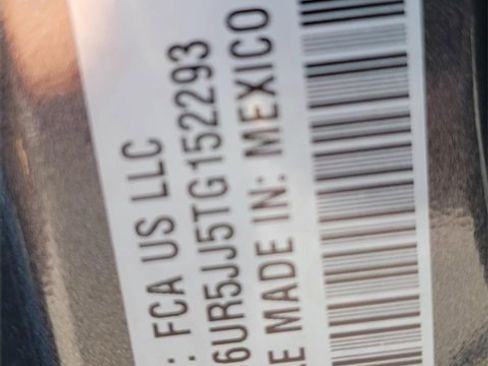 : FCA US LLC
6UR5JJ5TG152293
E MADE IN: MEXICO